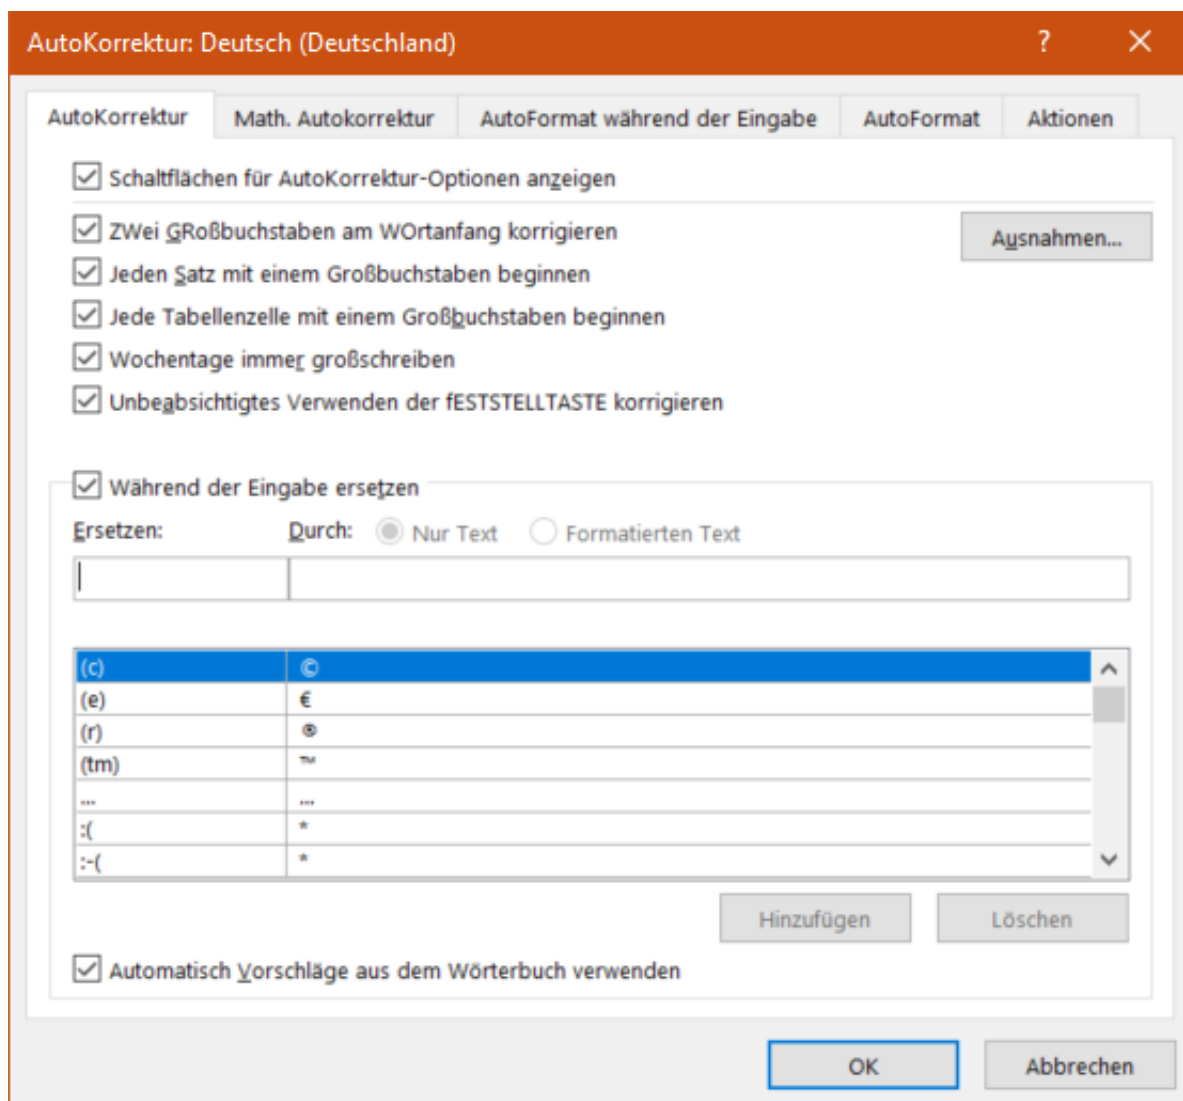 AutoKorrektur: Deutsch (Deutschland) ?
AutoKorrektur Math. Autokorrektur AutoFormat während der Eingabe AutoFormat Aktionen
Schaltflächen für AutoKorrektur-Optionen anzeigen
ZWei GRoßbuchstaben am WOrtanfang korrigieren Ausnahmen...
Jeden Satz mit einem Großbuchstaben beginnen
Jede Tabellenzelle mit einem Großbuchstaben beginnen
Wochentage immer großschreiben
Unbeabsichtigtes Verwenden der fESTSTELLTASTE korrigieren
Während der Eingabe ersetzen
Ersetzen: Durch: Nur Text Formatierten Text
(c) ©
(e) €
(r) ®
(tm) ™
... ...
:( *
:-( *
Hinzufügen Löschen
Automatisch Vorschläge aus dem Wörterbuch verwenden
OK Abbrechen